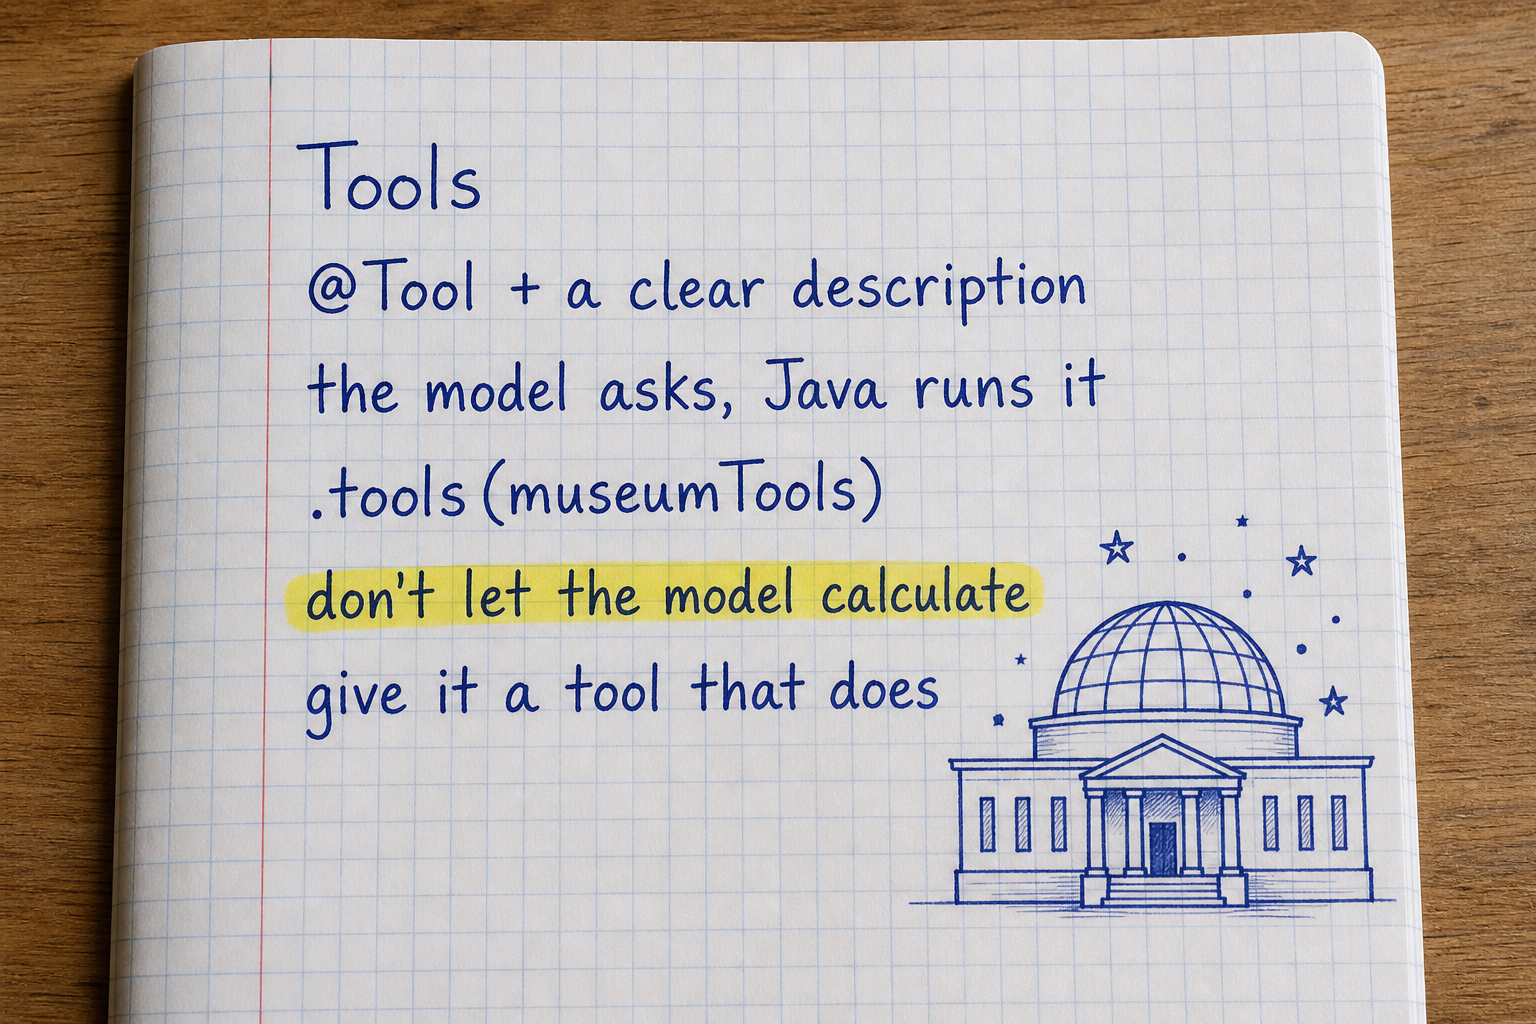 Tools
@Tool + a clear description
the model asks, Java runs it
.tools(museumTools)
don't let the model calculate
give it a tool that does